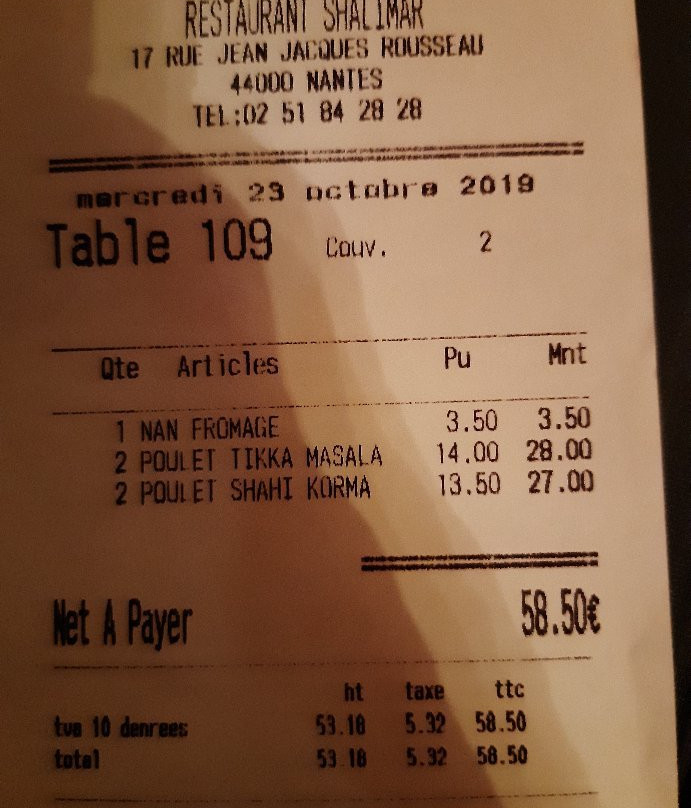 RESTAURANT SHALIMAR
17 RUE JEAN JACQUES ROUSSEAU
44000 NANTES
TEL:02 51 84 28 28
mercredi 23 octobre 2019
Table 109 Couv. 2
Qte Articles Pu Mnt
1 NAN FROMAGE 3.50 3.50
2 POULET TIKKA MASALA 14.00 28.00
2 POULET SHAHI KORMA 13.50 27.00
Net A Payer 58.50€
ht taxe ttc
tva 10 denrees 53.18 5.32 58.50
total 53.18 5.32 58.50